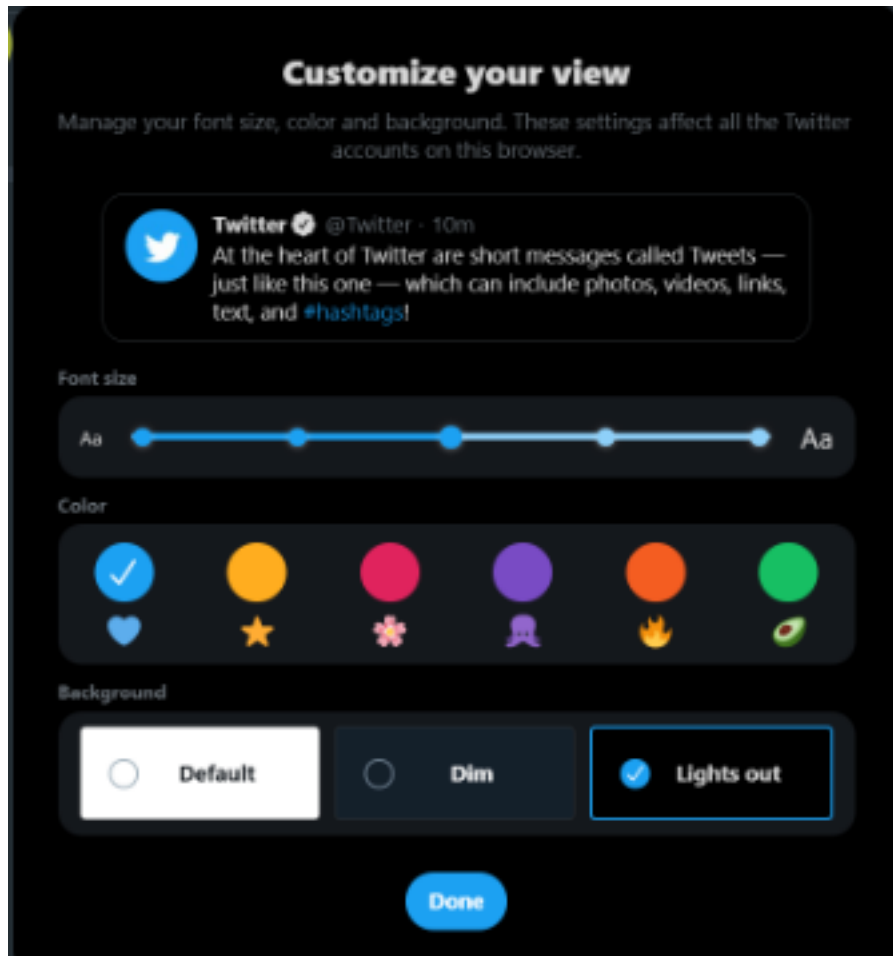 Customize your view
Manage your font size, color and background. These settings affect all the Twitter
accounts on this browser.
Twitter @Twitter · 10m
At the heart of Twitter are short messages called Tweets —
just like this one — which can include photos, videos, links,
text, and #hashtags!
Font size
Aa Aa
Color
Background
Default Dim Lights out
Done